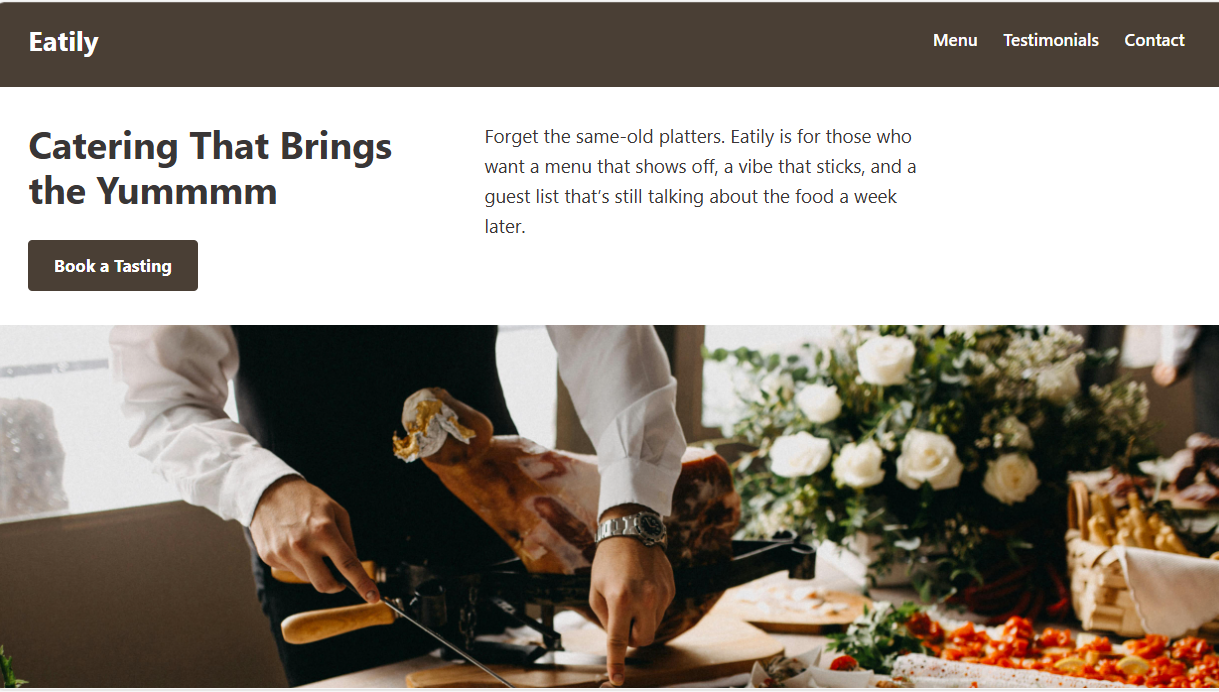 Eatily
Menu Testimonials Contact
Catering That Brings
the Yummmm
Book a Tasting
Forget the same-old platters. Eatily is for those who
want a menu that shows off, a vibe that sticks, and a
guest list that’s still talking about the food a week
later.